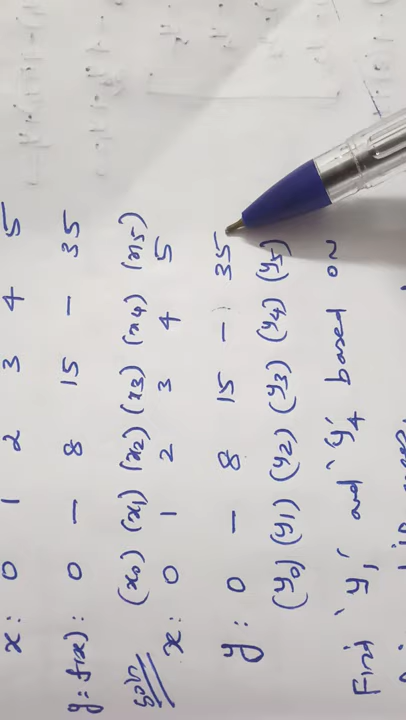 x: 0 1 2 3 4 5
y=f(x): 0 — 8 15 — 35
Soln (x0) (x1) (x2) (x3) (x4) (x5)
x: 0 1 2 3 4 5
y: 0 — 8 15 — 35
(y0) (y1) (y2) (y3) (y4) (y5)
Find 'y1' and 'y4' based on